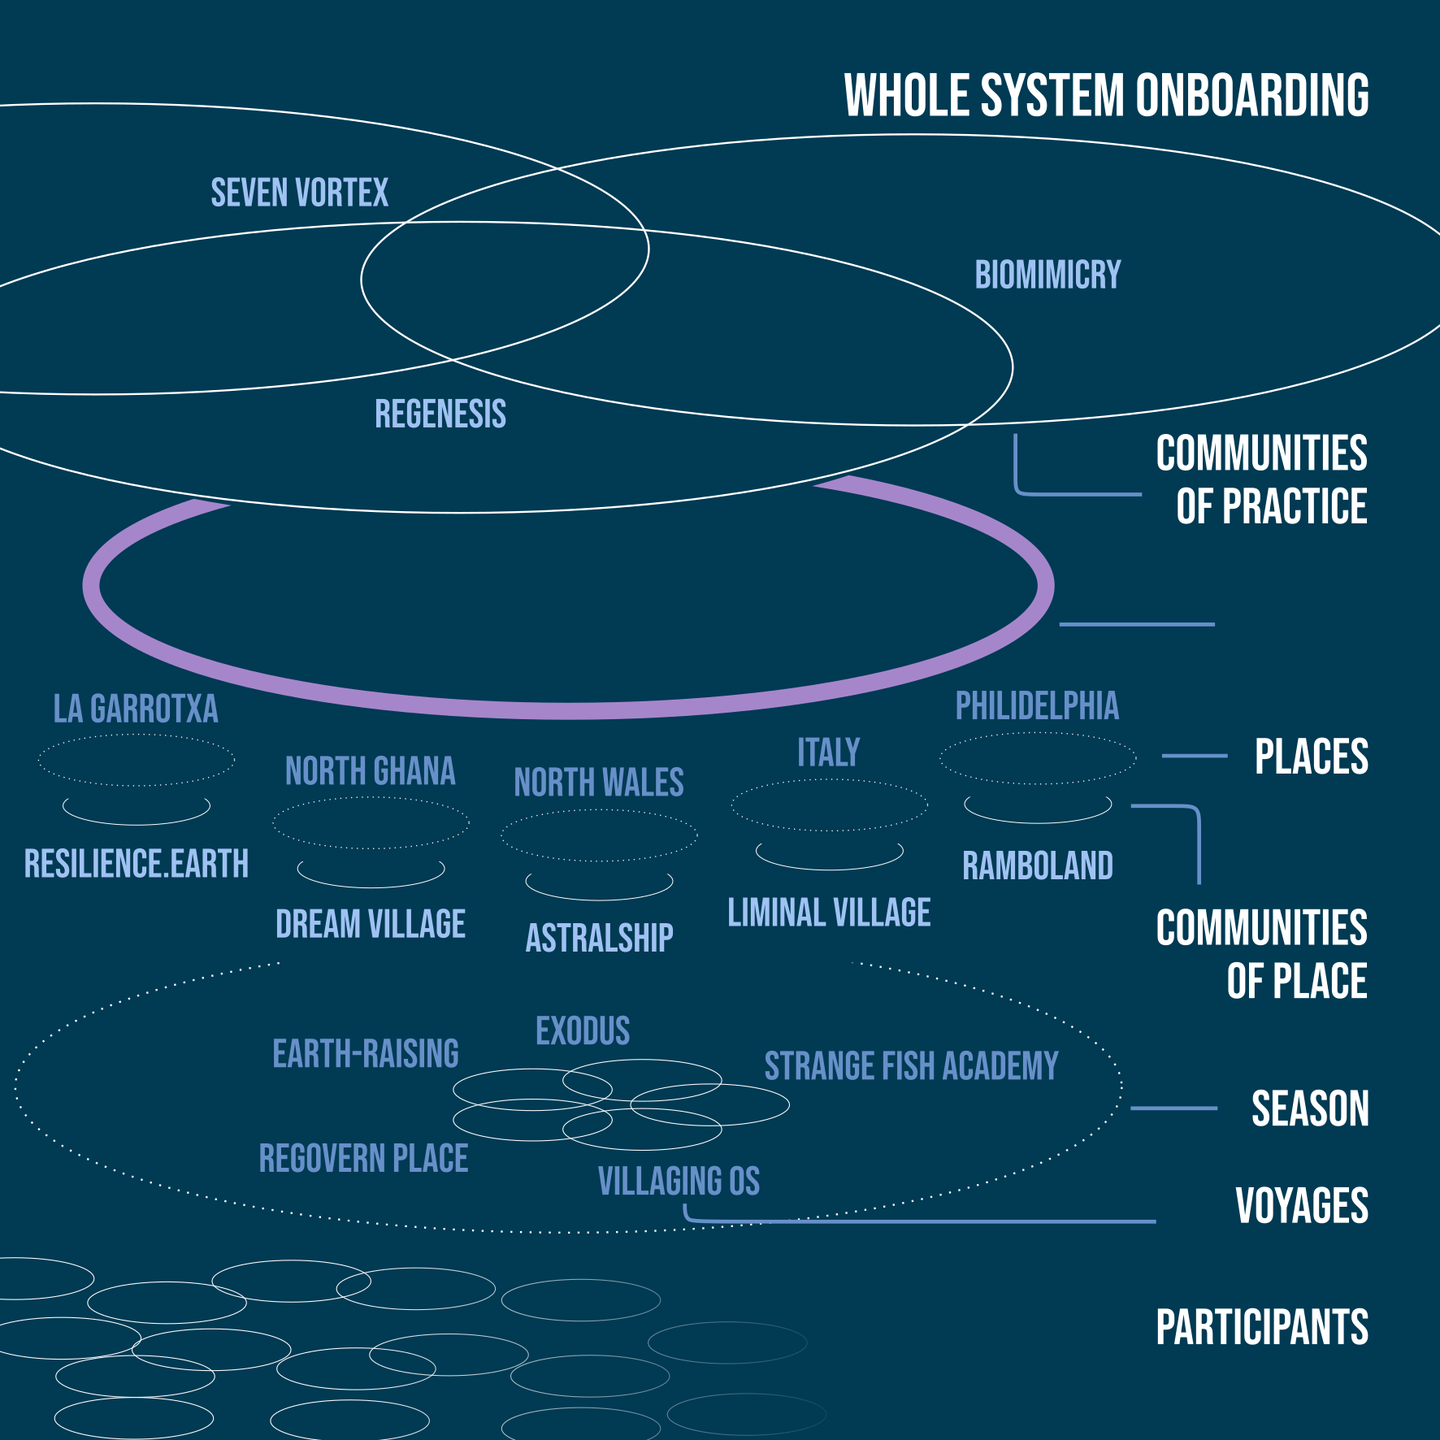 WHOLE SYSTEM ONBOARDING
SEVEN VORTEX
BIOMIMICRY
REGENESIS
COMMUNITIES
OF PRACTICE
LA GARROTXA
NORTH GHANA
NORTH WALES
ITALY
PHILIDELPHIA
PLACES
RESILIENCE.EARTH
DREAM VILLAGE
ASTRALSHIP
LIMINAL VILLAGE
RAMBOLAND
COMMUNITIES
OF PLACE
EARTH-RAISING
EXODUS
STRANGE FISH ACADEMY
SEASON
REGOVERN PLACE
VILLAGING OS
VOYAGES
PARTICIPANTS